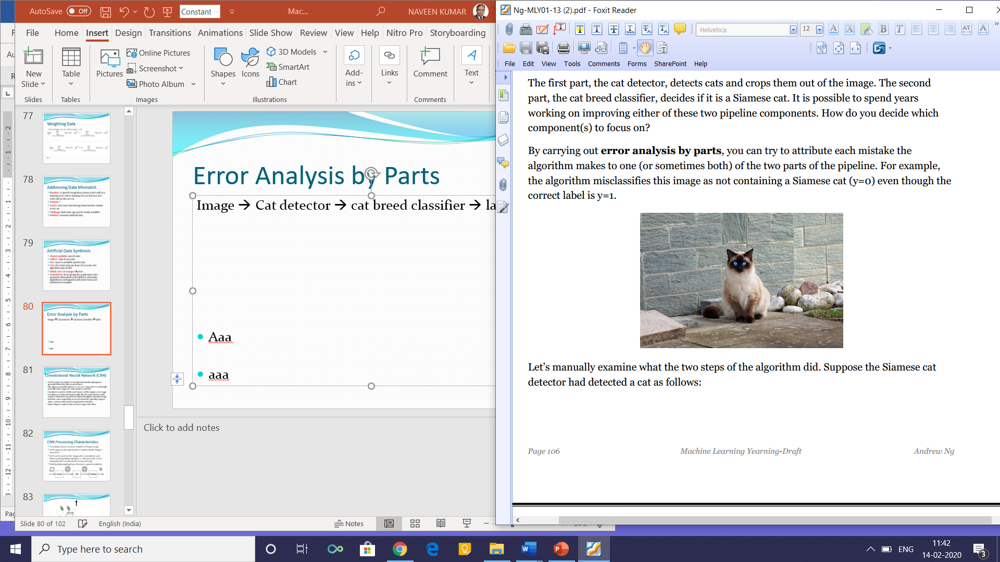 AutoSave Off Constant Mac... NAVEEN KUMAR
File Home Insert Design Transitions Animations Slide Show Review View Help Nitro Pro Storyboarding
New Slide
Table
Pictures
Online Pictures
Screenshot
Photo Album
Shapes
Icons
3D Models
SmartArt
Chart
Add-ins
Links
Comment
Text
Slides Tables Images Illustrations Comments
77
Weighting Data
78
Addressing Data Mismatch
79
Artificial Data Synthesis
80
Error Analysis by Parts
Image → Cat detector → cat breed classifier → label
Aaa
aaa
81
Convolutional Neural Network (CNN)
82
CNN Processing Characteristics
83
Error Analysis by Parts
Image → Cat detector → cat breed classifier → la
Aaa
aaa
Click to add notes
Slide 80 of 102 English (India) Notes
Ng-MLY01-13 (2).pdf - Foxit Reader
Helvetica 12
File Edit View Tools Comments Forms SharePoint Help
The first part, the cat detector, detects cats and crops them out of the image. The second
part, the cat breed classifier, decides if it is a Siamese cat. It is possible to spend years
working on improving either of these two pipeline components. How do you decide which
component(s) to focus on?
By carrying out error analysis by parts, you can try to attribute each mistake the
algorithm makes to one (or sometimes both) of the two parts of the pipeline. For example,
the algorithm misclassifies this image as not containing a Siamese cat (y=0) even though the
correct label is y=1.
Let's manually examine what the two steps of the algorithm did. Suppose the Siamese cat
detector had detected a cat as follows:
Page 106 Machine Learning Yearning-Draft Andrew Ng
Type here to search
ENG
11:42
14-02-2020
3